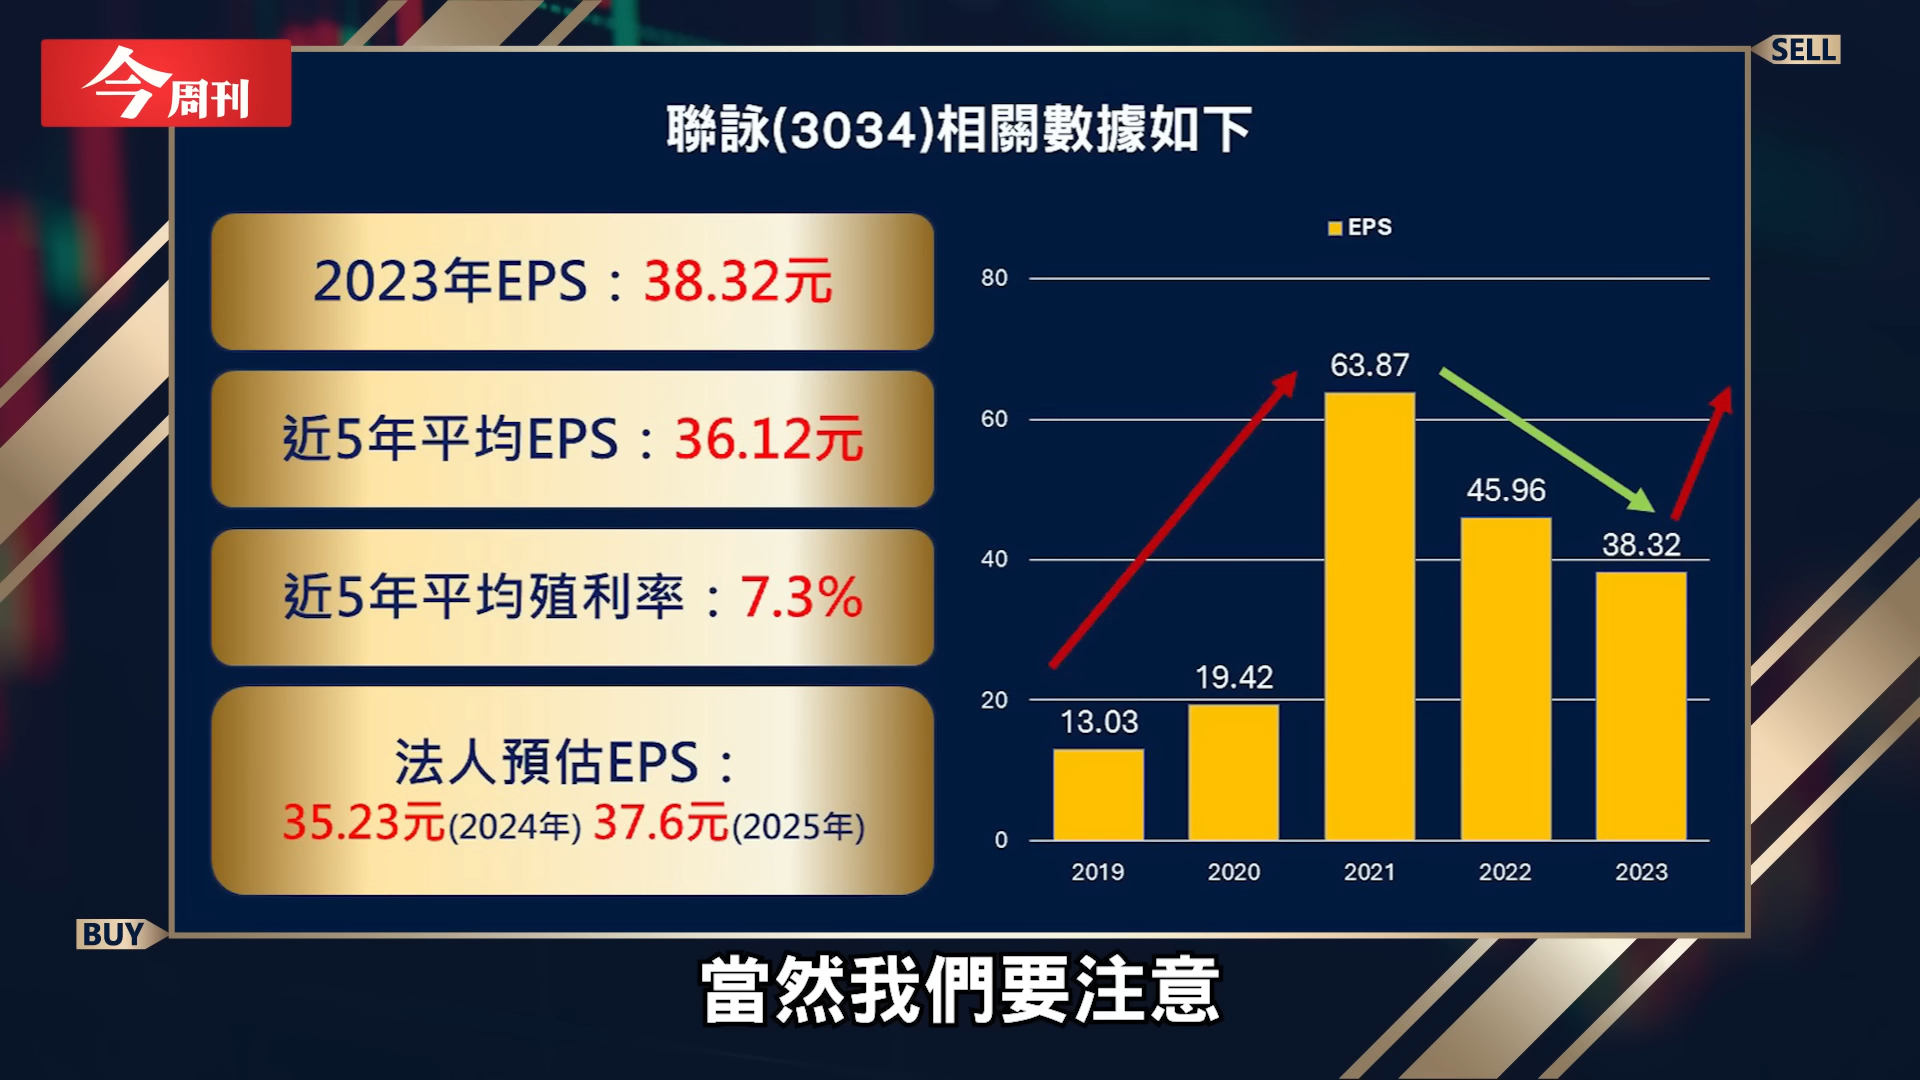 今周刊
SELL
聯詠(3034)相關數據如下
2023年EPS：38.32元
近5年平均EPS：36.12元
近5年平均殖利率：7.3%
法人預估EPS：
35.23元(2024年) 37.6元(2025年)
EPS
80
60
40
20
0
63.87
45.96
38.32
19.42
13.03
2019
2020
2021
2022
2023
BUY
當然我們要注意